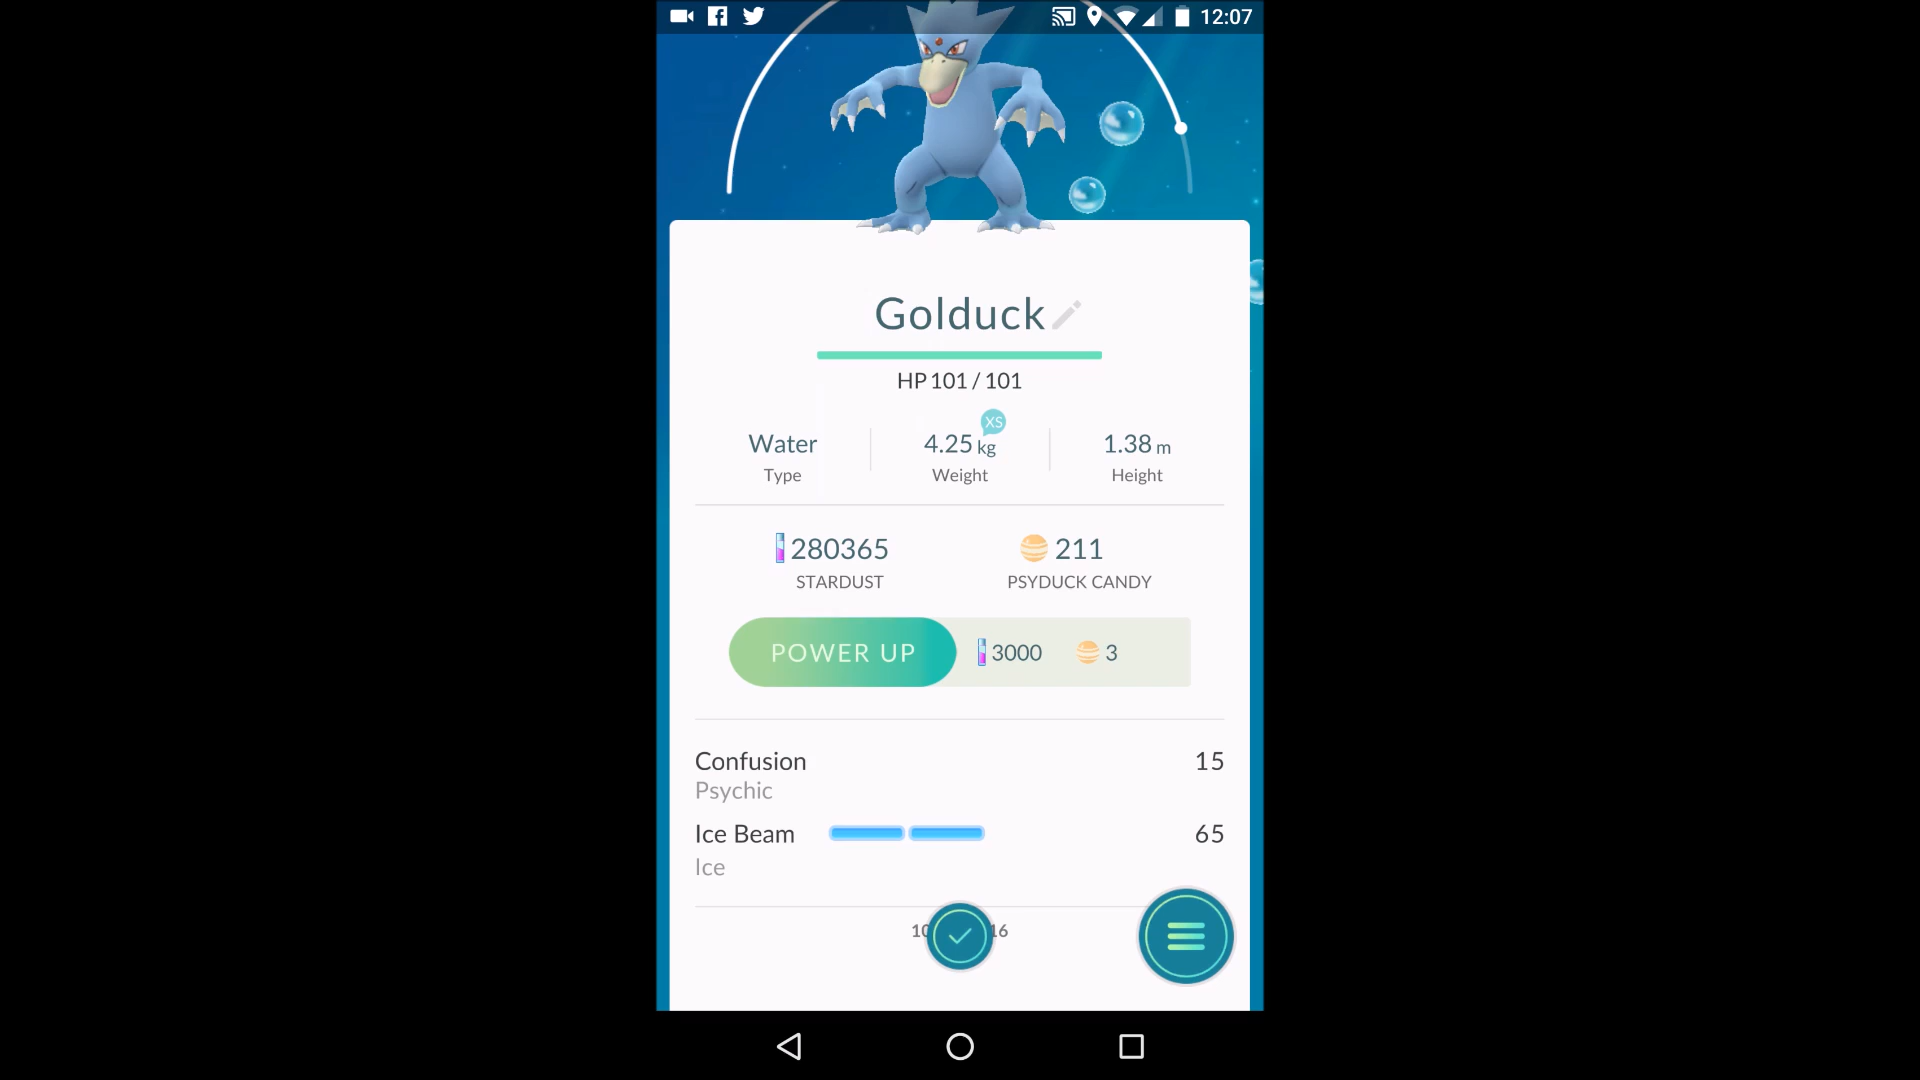 12:07
Golduck
HP 101 / 101
XS
Water 4.25 kg 1.38 m
Type Weight Height
280365 211
STARDUST PSYDUCK CANDY
POWER UP 3000 3
Confusion 15
Psychic
Ice Beam 65
Ice